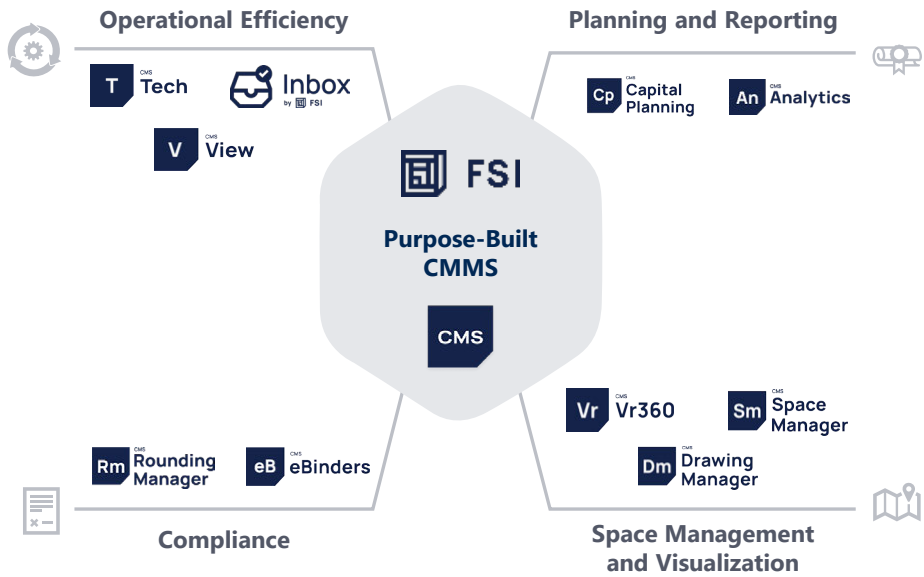 Operational Efficiency
T
CMS
Tech
Inbox
by FSI
V
CMS
View
Planning and Reporting
Cp
CMS
Capital
Planning
An
CMS
Analytics
FSI
Purpose-Built
CMMS
CMS
Rm
CMS
Rounding
Manager
eB
CMS
eBinders
Compliance
Vr
CMS
Vr360
Sm
CMS
Space
Manager
Dm
CMS
Drawing
Manager
Space Management
and Visualization